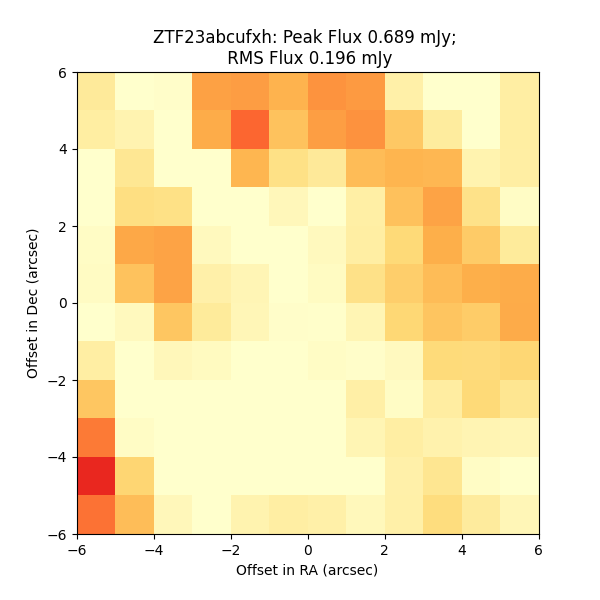 ZTF23abcufxh: Peak Flux 0.689 mJy;
RMS Flux 0.196 mJy
6
4
2
0
−2
−4
−6
Offset in Dec (arcsec)
−6 −4 −2 0 2 4 6
Offset in RA (arcsec)